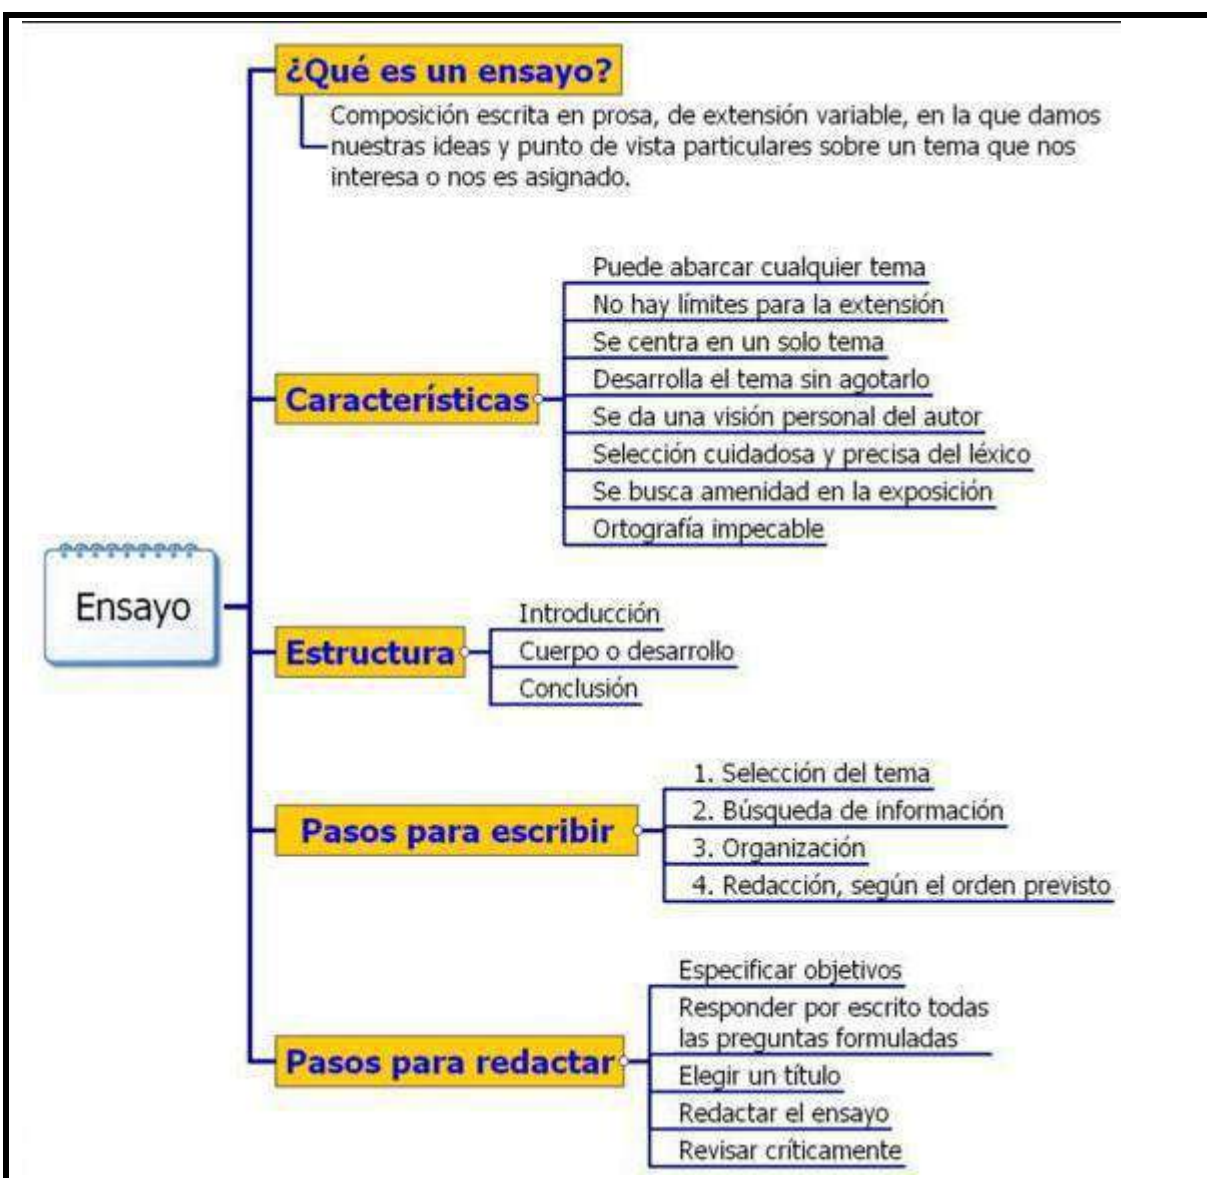 ¿Qué es un ensayo?
Composición escrita en prosa, de extensión variable, en la que damos
nuestras ideas y punto de vista particulares sobre un tema que nos
interesa o nos es asignado.
Puede abarcar cualquier tema
No hay límites para la extensión
Se centra en un solo tema
Desarrolla el tema sin agotarlo
Características
Se da una visión personal del autor
Selección cuidadosa y precisa del léxico
Se busca amenidad en la exposición
Ortografía impecable
Ensayo
Introducción
Estructura
Cuerpo o desarrollo
Conclusión
1. Selección del tema
2. Búsqueda de información
Pasos para escribir
3. Organización
4. Redacción, según el orden previsto
Especificar objetivos
Responder por escrito todas
las preguntas formuladas
Pasos para redactar
Elegir un título
Redactar el ensayo
Revisar críticamente